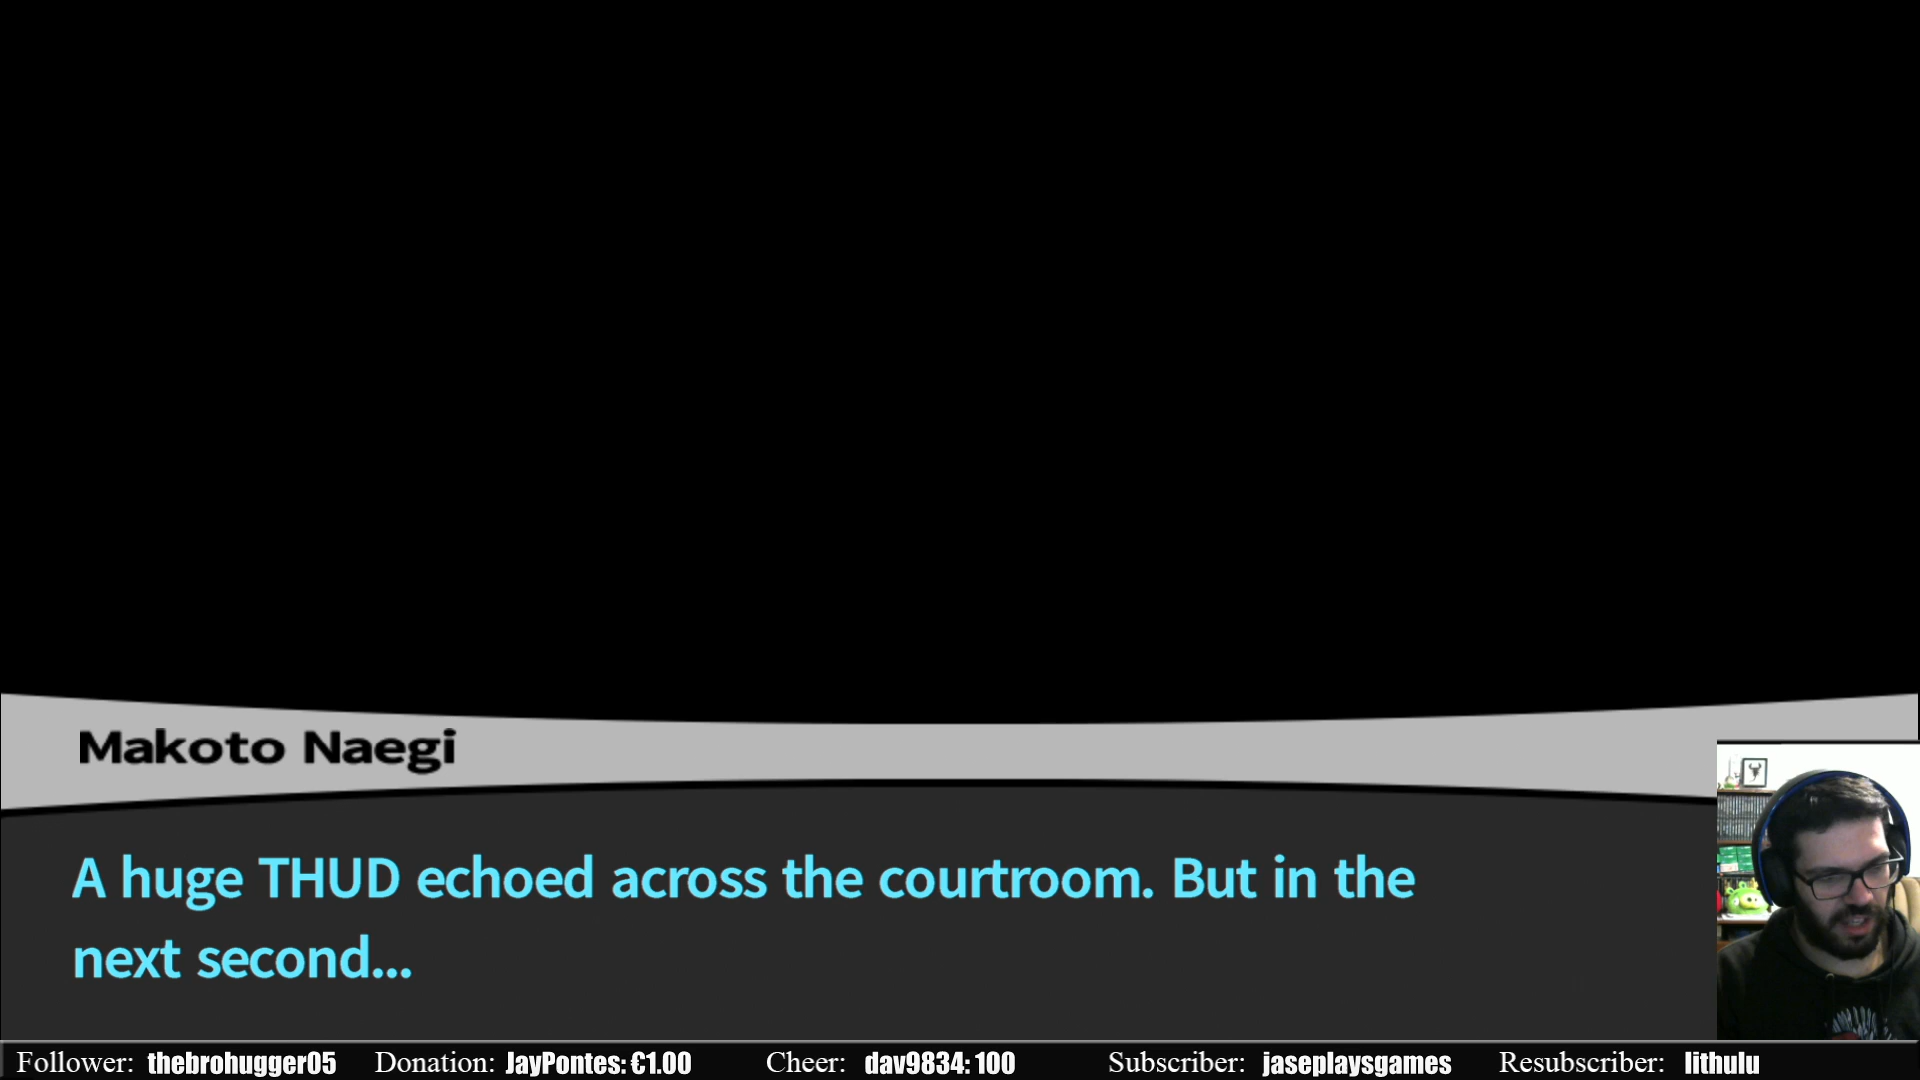 Makoto Naegi
A huge THUD echoed across the courtroom. But in the
next second...
Follower: thebrohugger05 Donation: JayPontes: €1.00 Cheer: dav9834: 100 Subscriber: jaseplaysgames Resubscriber: lithulu